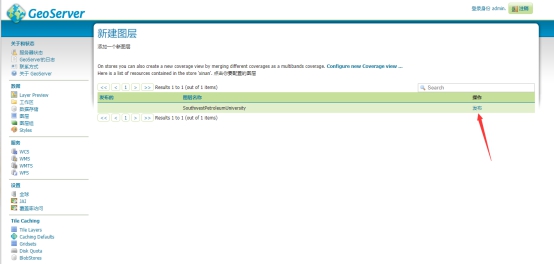 GeoServer
登录身份 admin.
注销
新建图层
添加一个新图层
On stores you can also create a new coverage view by merging different coverages as a multibands coverage. Configure new Coverage view ...
Here is a list of resources contained in the store 'xinan'. 点击你要配置的图层
<< < 1 > >> Results 1 to 1 (out of 1 items)
Search
发布的 图层名称 操作
SouthwestPetroleumUniversity 发布
<< < 1 > >> Results 1 to 1 (out of 1 items)
关于和状态
服务器状态
GeoServer的日志
联系方式
关于 GeoServer
数据
Layer Preview
工作区
数据存储
图层
图层组
Styles
服务
WCS
WMS
WMTS
WFS
设置
全球
JAI
覆盖率访问
Tile Caching
Tile Layers
Caching Defaults
Gridsets
Disk Quota
BlobStores